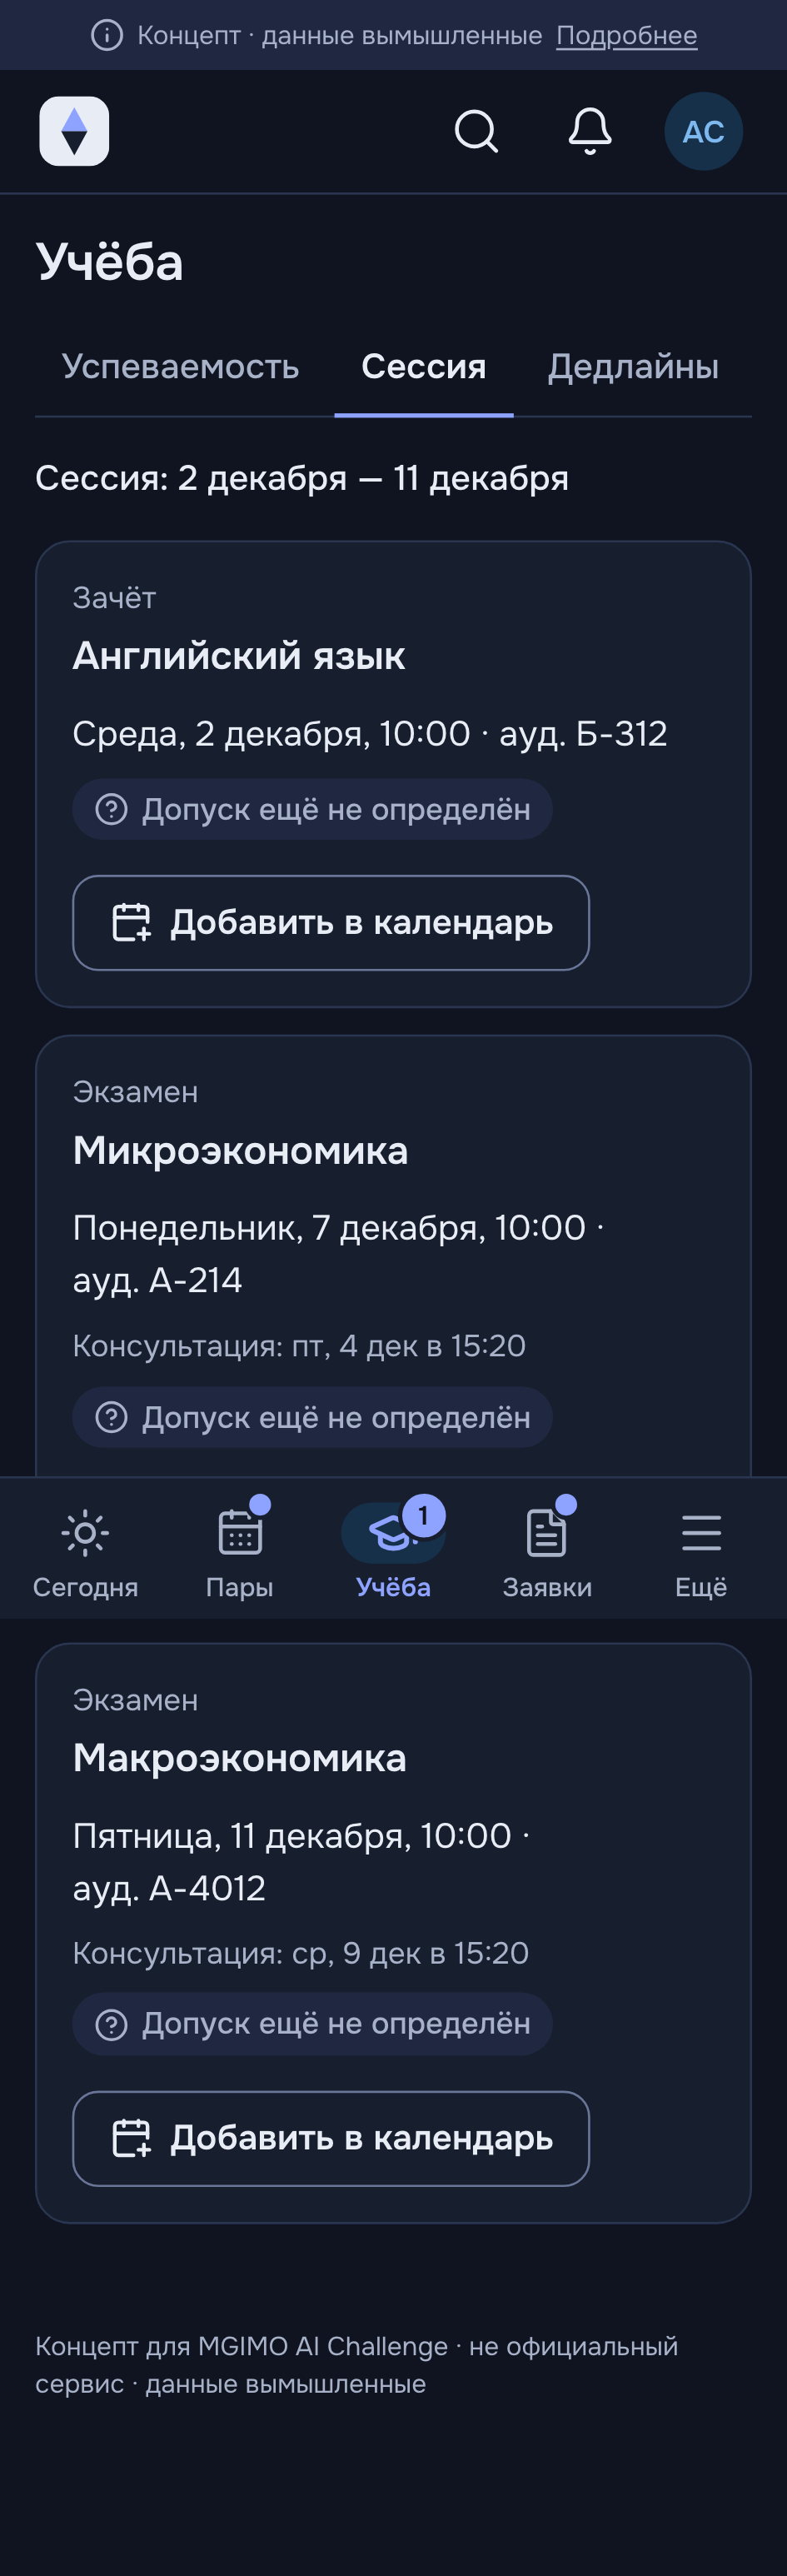 Концепт · данные вымышленные Подробнее
АС
Учёба
Успеваемость Сессия Дедлайны
Сессия: 2 декабря — 11 декабря
Зачёт
Английский язык
Среда, 2 декабря, 10:00 · ауд. Б-312
Допуск ещё не определён
Добавить в календарь
Экзамен
Микроэкономика
Понедельник, 7 декабря, 10:00 ·
ауд. А-214
Консультация: пт, 4 дек в 15:20
Допуск ещё не определён
1
Сегодня Пары Учёба Заявки Ещё
Экзамен
Макроэкономика
Пятница, 11 декабря, 10:00 ·
ауд. А-4012
Консультация: ср, 9 дек в 15:20
Допуск ещё не определён
Добавить в календарь
Концепт для MGIMO AI Challenge · не официальный
сервис · данные вымышленные